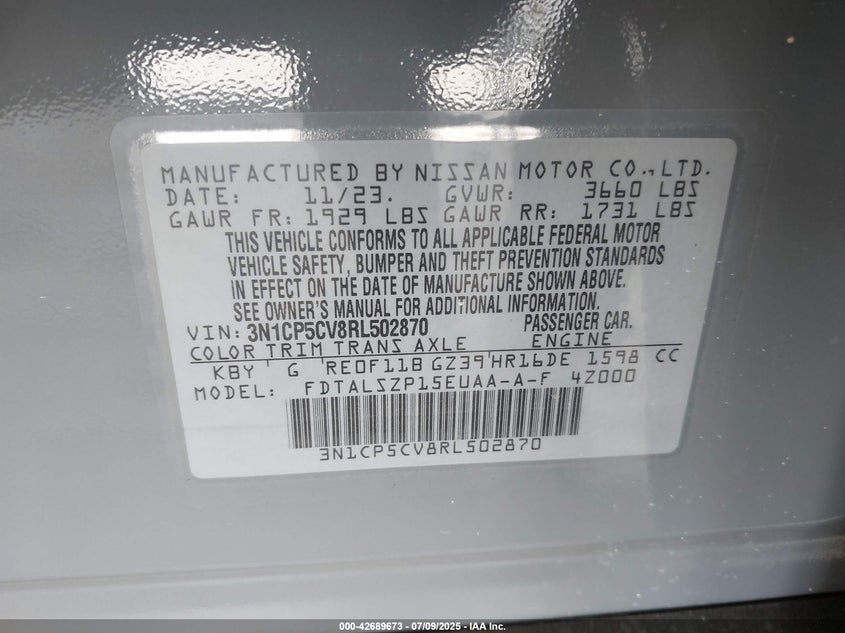 MANUFACTURED BY NISSAN MOTOR CO.,LTD.
DATE: 11/23. GVWR: 3660 LBS
GAWR FR: 1929 LBS GAWR RR: 1731 LBS
THIS VEHICLE CONFORMS TO ALL APPLICABLE FEDERAL MOTOR
VEHICLE SAFETY, BUMPER AND THEFT PREVENTION STANDARDS
IN EFFECT ON THE DATE OF MANUFACTURE SHOWN ABOVE.
SEE OWNER'S MANUAL FOR ADDITIONAL INFORMATION.
VIN: 3N1CP5CV8RL502870 PASSENGER CAR.
COLOR TRIM TRANS AXLE ENGINE
KBY G RE0F11B GZ39 HR16DE 1598 CC
MODEL: FDTALSZP15EUAA-A-F 4Z000
3N1CP5CV8RL502870
000-42689673 / 07/09/2025 - IAA Inc.